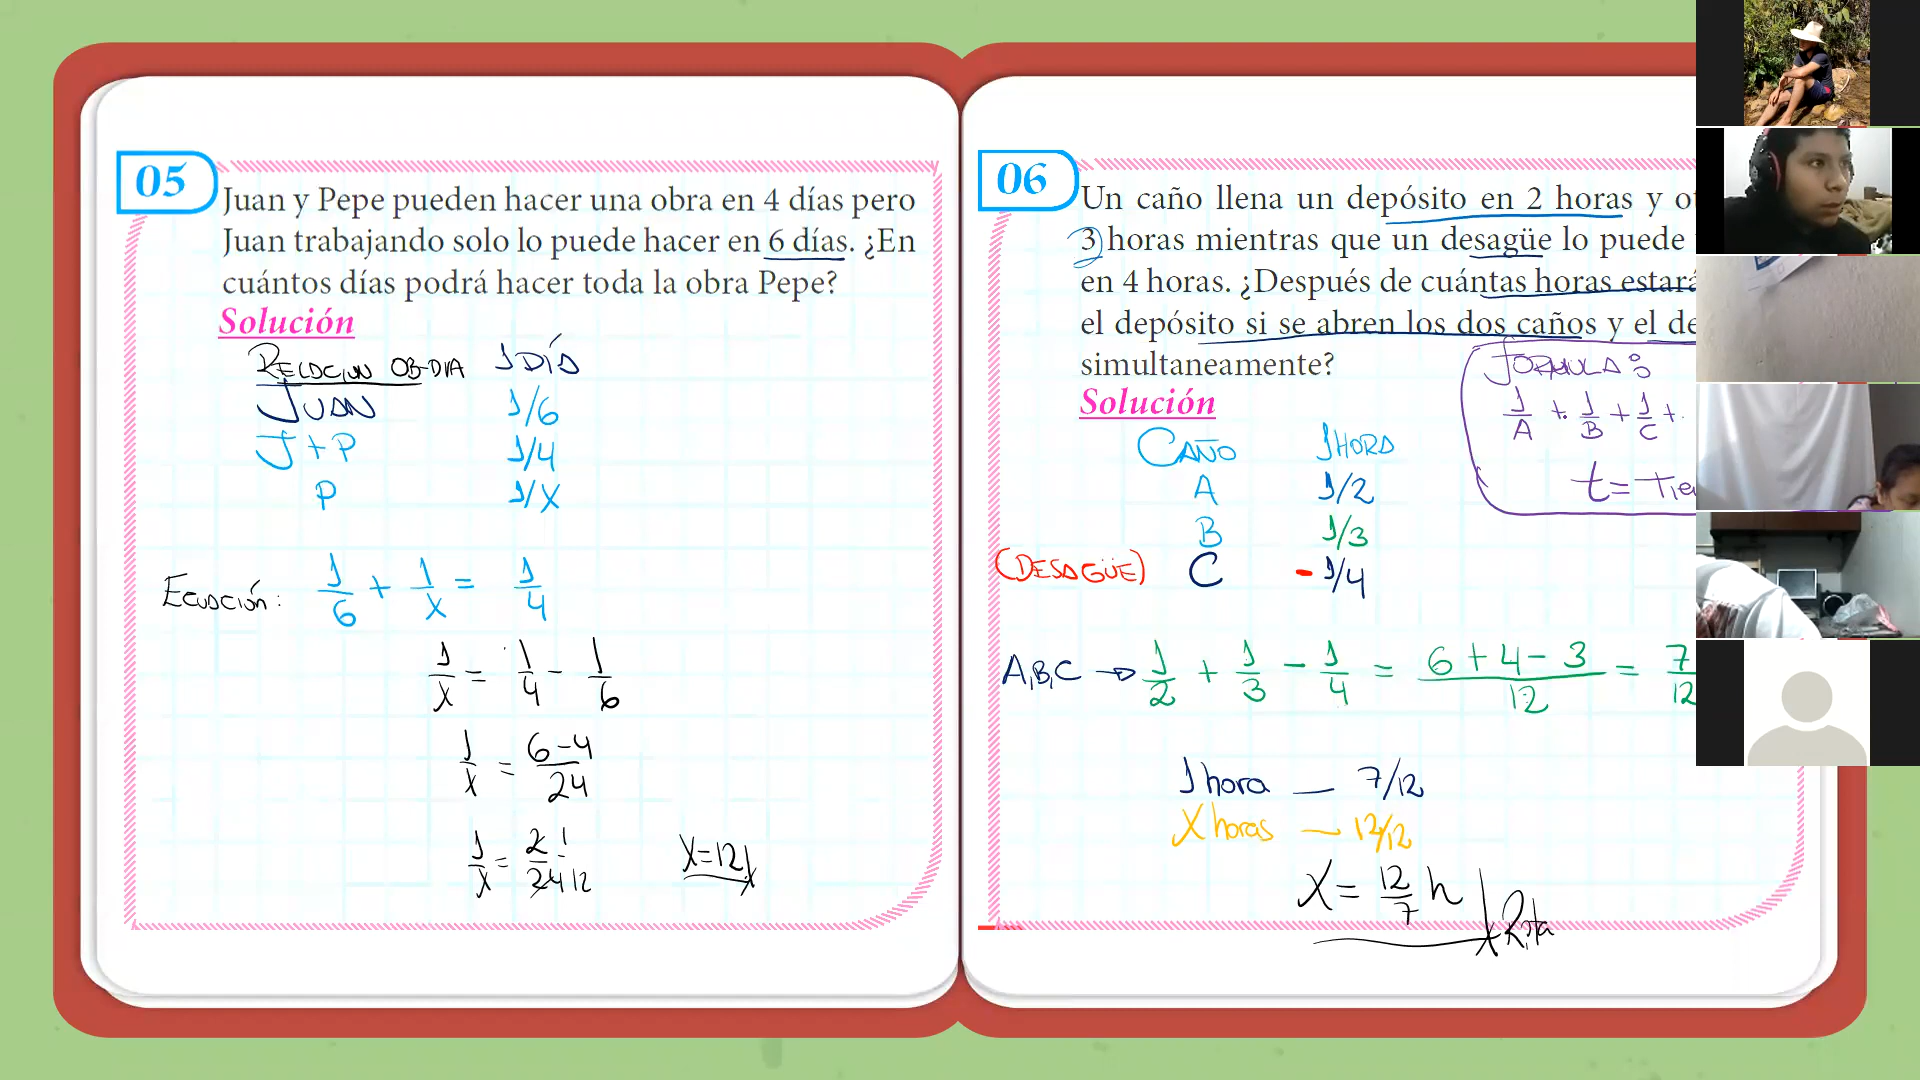 05
Juan y Pepe pueden hacer una obra en 4 días pero
Juan trabajando solo lo puede hacer en 6 días. ¿En
cuántos días podrá hacer toda la obra Pepe?
Solución
RELACIÓN OB-DIA 1 DÍA
JUAN 1/6
J + P 1/4
P 1/X
ECUACIÓN: 1/6 + 1/x = 1/4
1/x = 1/4 - 1/6
1/x = 6-4/24
1/x = 2/24 1/12
X=12
06
Un caño llena un depósito en 2 horas y
3 horas mientras que un desagüe lo puede
en 4 horas. ¿Después de cuántas horas estará
el depósito si se abren los dos caños y el
simultaneamente?
Solución
FORMULA:
1/A + 1/B + 1/C +
t =
CAÑO 1HORA
A 1/2
B 1/3
(DESAGÜE) C - 1/4
A,B,C → 1/2 + 1/3 - 1/4 = 6 + 4 - 3/12 = 7/12
1 hora — 7/12
X horas — 12/12
X = 12/7 h Rpta